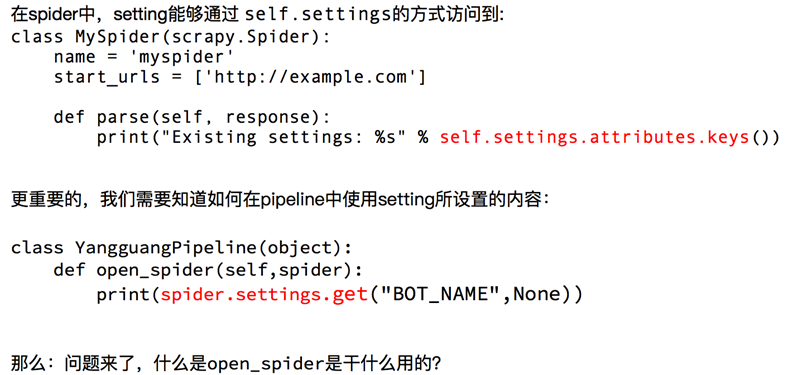 在spider中，setting能够通过 self.settings的方式访问到:
class MySpider(scrapy.Spider):
    name = 'myspider'
    start_urls = ['http://example.com']
    def parse(self, response):
        print("Existing settings: %s" % self.settings.attributes.keys())
更重要的，我们需要知道如何在pipeline中使用setting所设置的内容：
class YangguangPipeline(object):
    def open_spider(self,spider):
        print(spider.settings.get("BOT_NAME",None))
那么：问题来了，什么是open_spider是干什么用的?